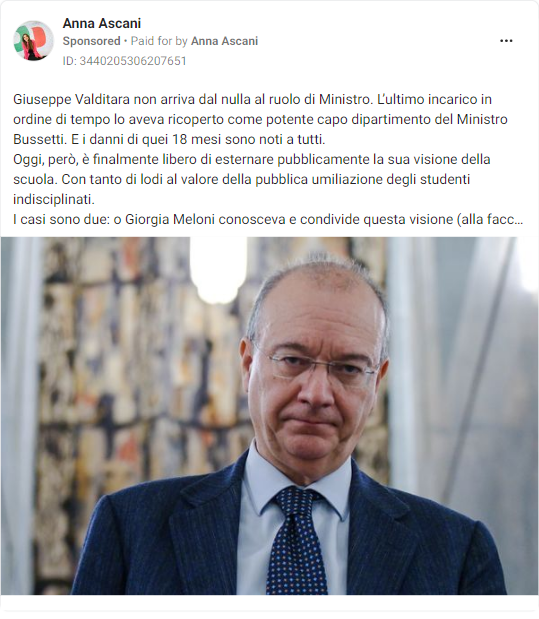 Anna Ascani
Sponsored • Paid for by Anna Ascani
ID: 3440205306207651
Giuseppe Valditara non arriva dal nulla al ruolo di Ministro. L'ultimo incarico in
ordine di tempo lo aveva ricoperto come potente capo dipartimento del Ministro
Bussetti. E i danni di quei 18 mesi sono noti a tutti.
Oggi, però, è finalmente libero di esternare pubblicamente la sua visione della
scuola. Con tanto di lodi al valore della pubblica umiliazione degli studenti
indisciplinati.
I casi sono due: o Giorgia Meloni conosceva e condivide questa visione (alla facc...